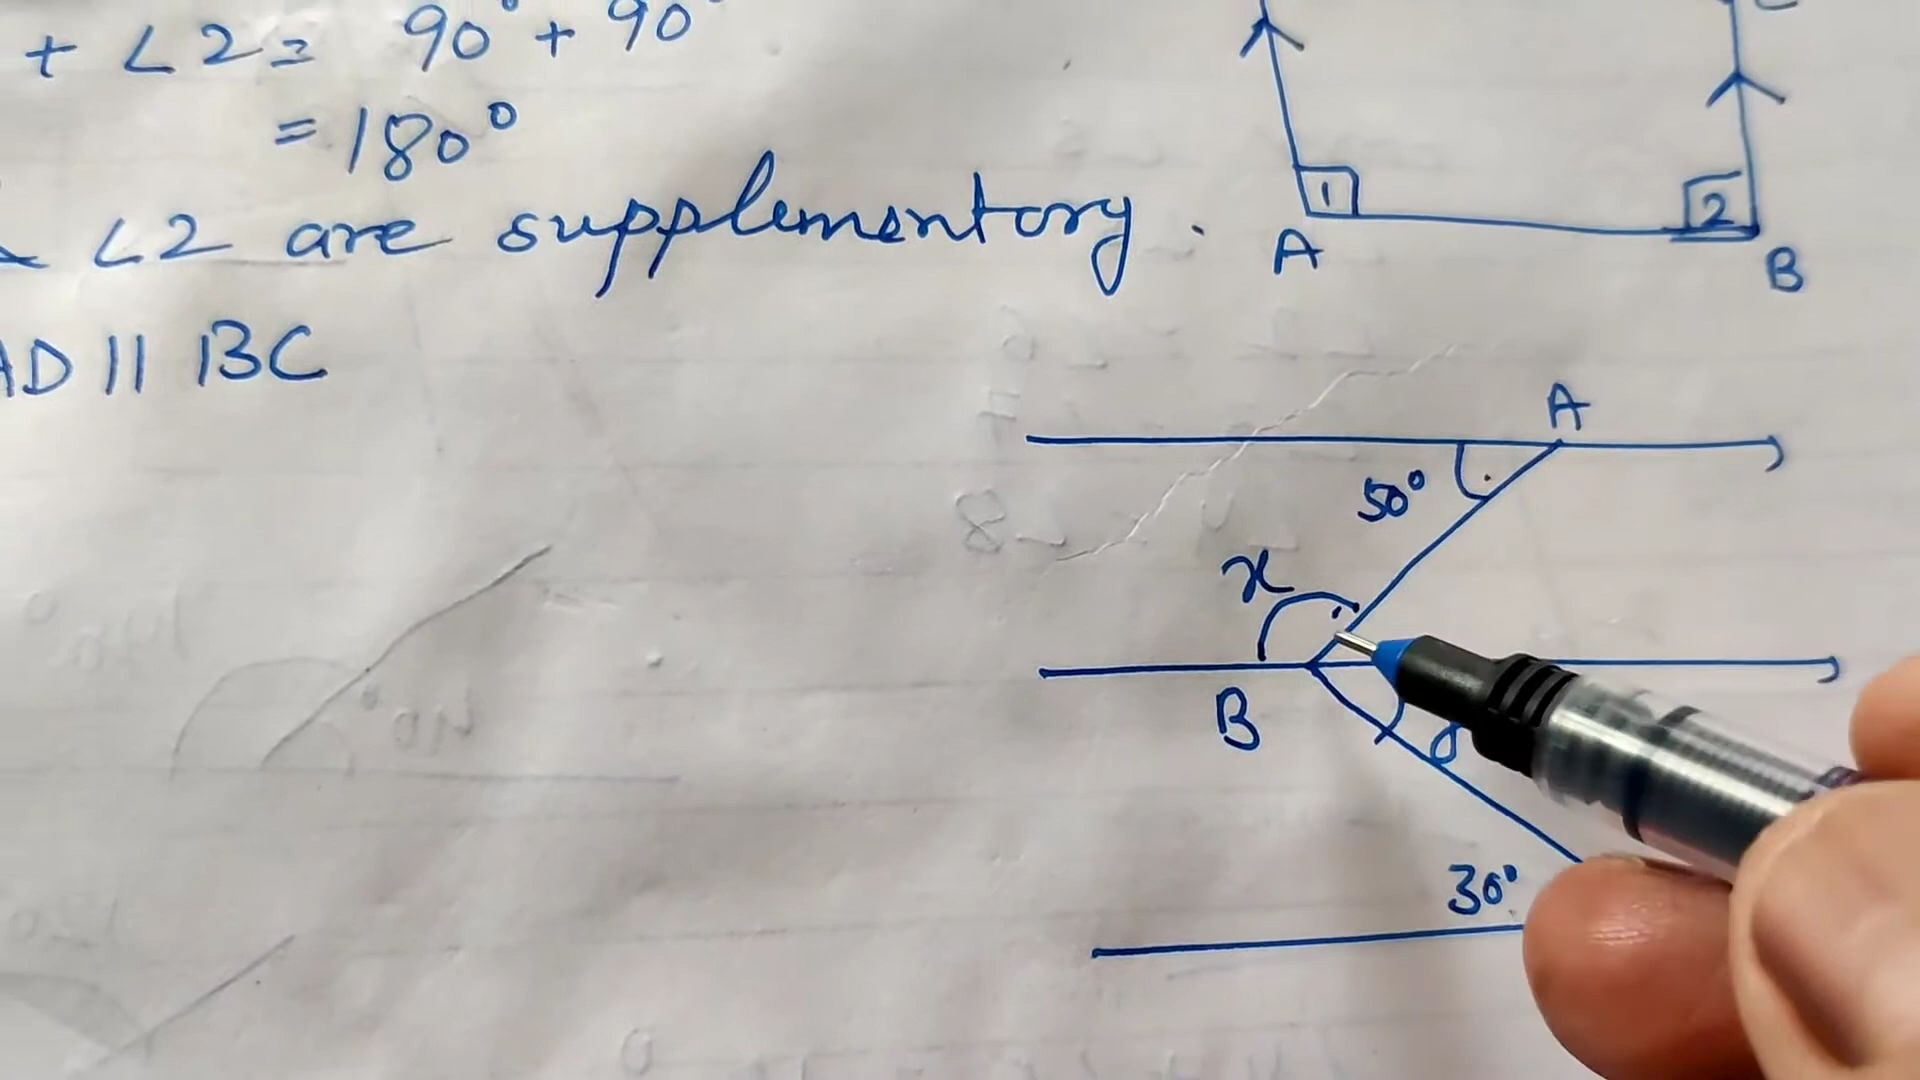 + ∠2 = 90° + 90°
= 180°
∠2 are supplementory.
AD || BC
1
2
A
B
A
50°
x
B
30°